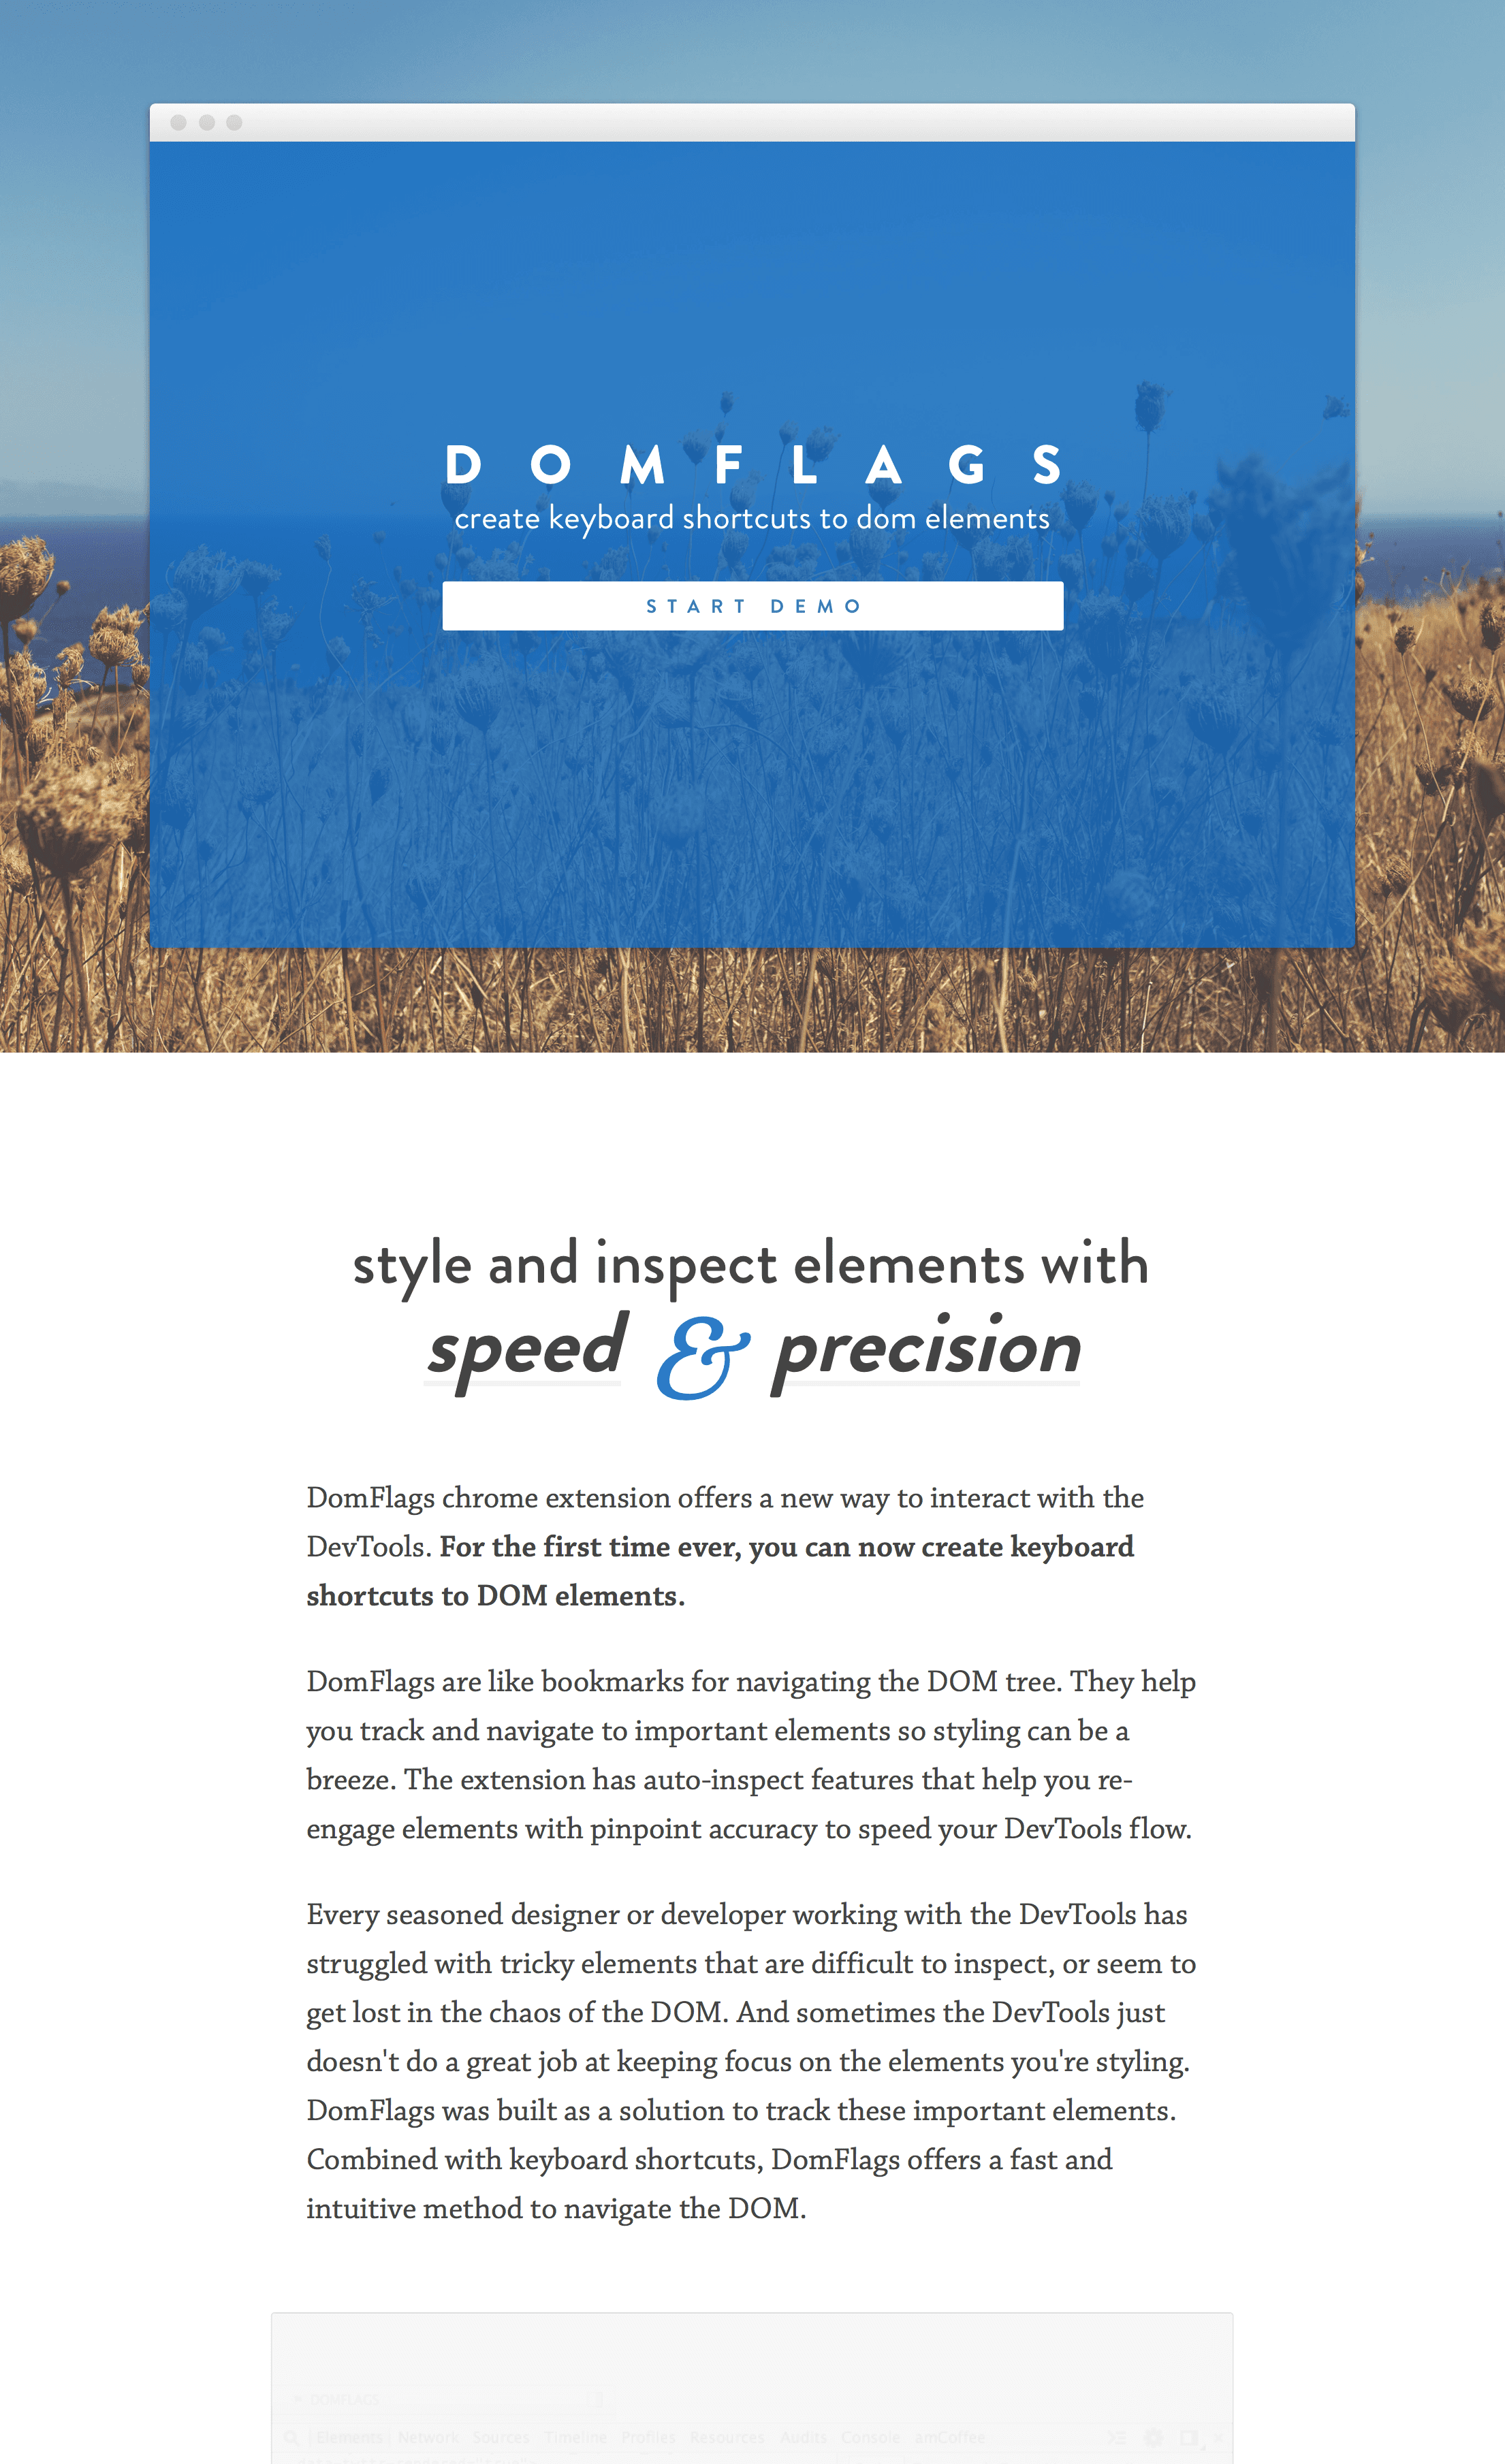 DOMFLAGS
create keyboard shortcuts to dom elements
START DEMO
style and inspect elements with
speed & precision
DomFlags chrome extension offers a new way to interact with the
DevTools. For the first time ever, you can now create keyboard
shortcuts to DOM elements.
DomFlags are like bookmarks for navigating the DOM tree. They help
you track and navigate to important elements so styling can be a
breeze. The extension has auto-inspect features that help you re-
engage elements with pinpoint accuracy to speed your DevTools flow.
Every seasoned designer or developer working with the DevTools has
struggled with tricky elements that are difficult to inspect, or seem to
get lost in the chaos of the DOM. And sometimes the DevTools just
doesn't do a great job at keeping focus on the elements you're styling.
DomFlags was built as a solution to track these important elements.
Combined with keyboard shortcuts, DomFlags offers a fast and
intuitive method to navigate the DOM.
DOMFLAGS
Elements Network Sources Timeline Profiles Resources Audits Console amCoffee